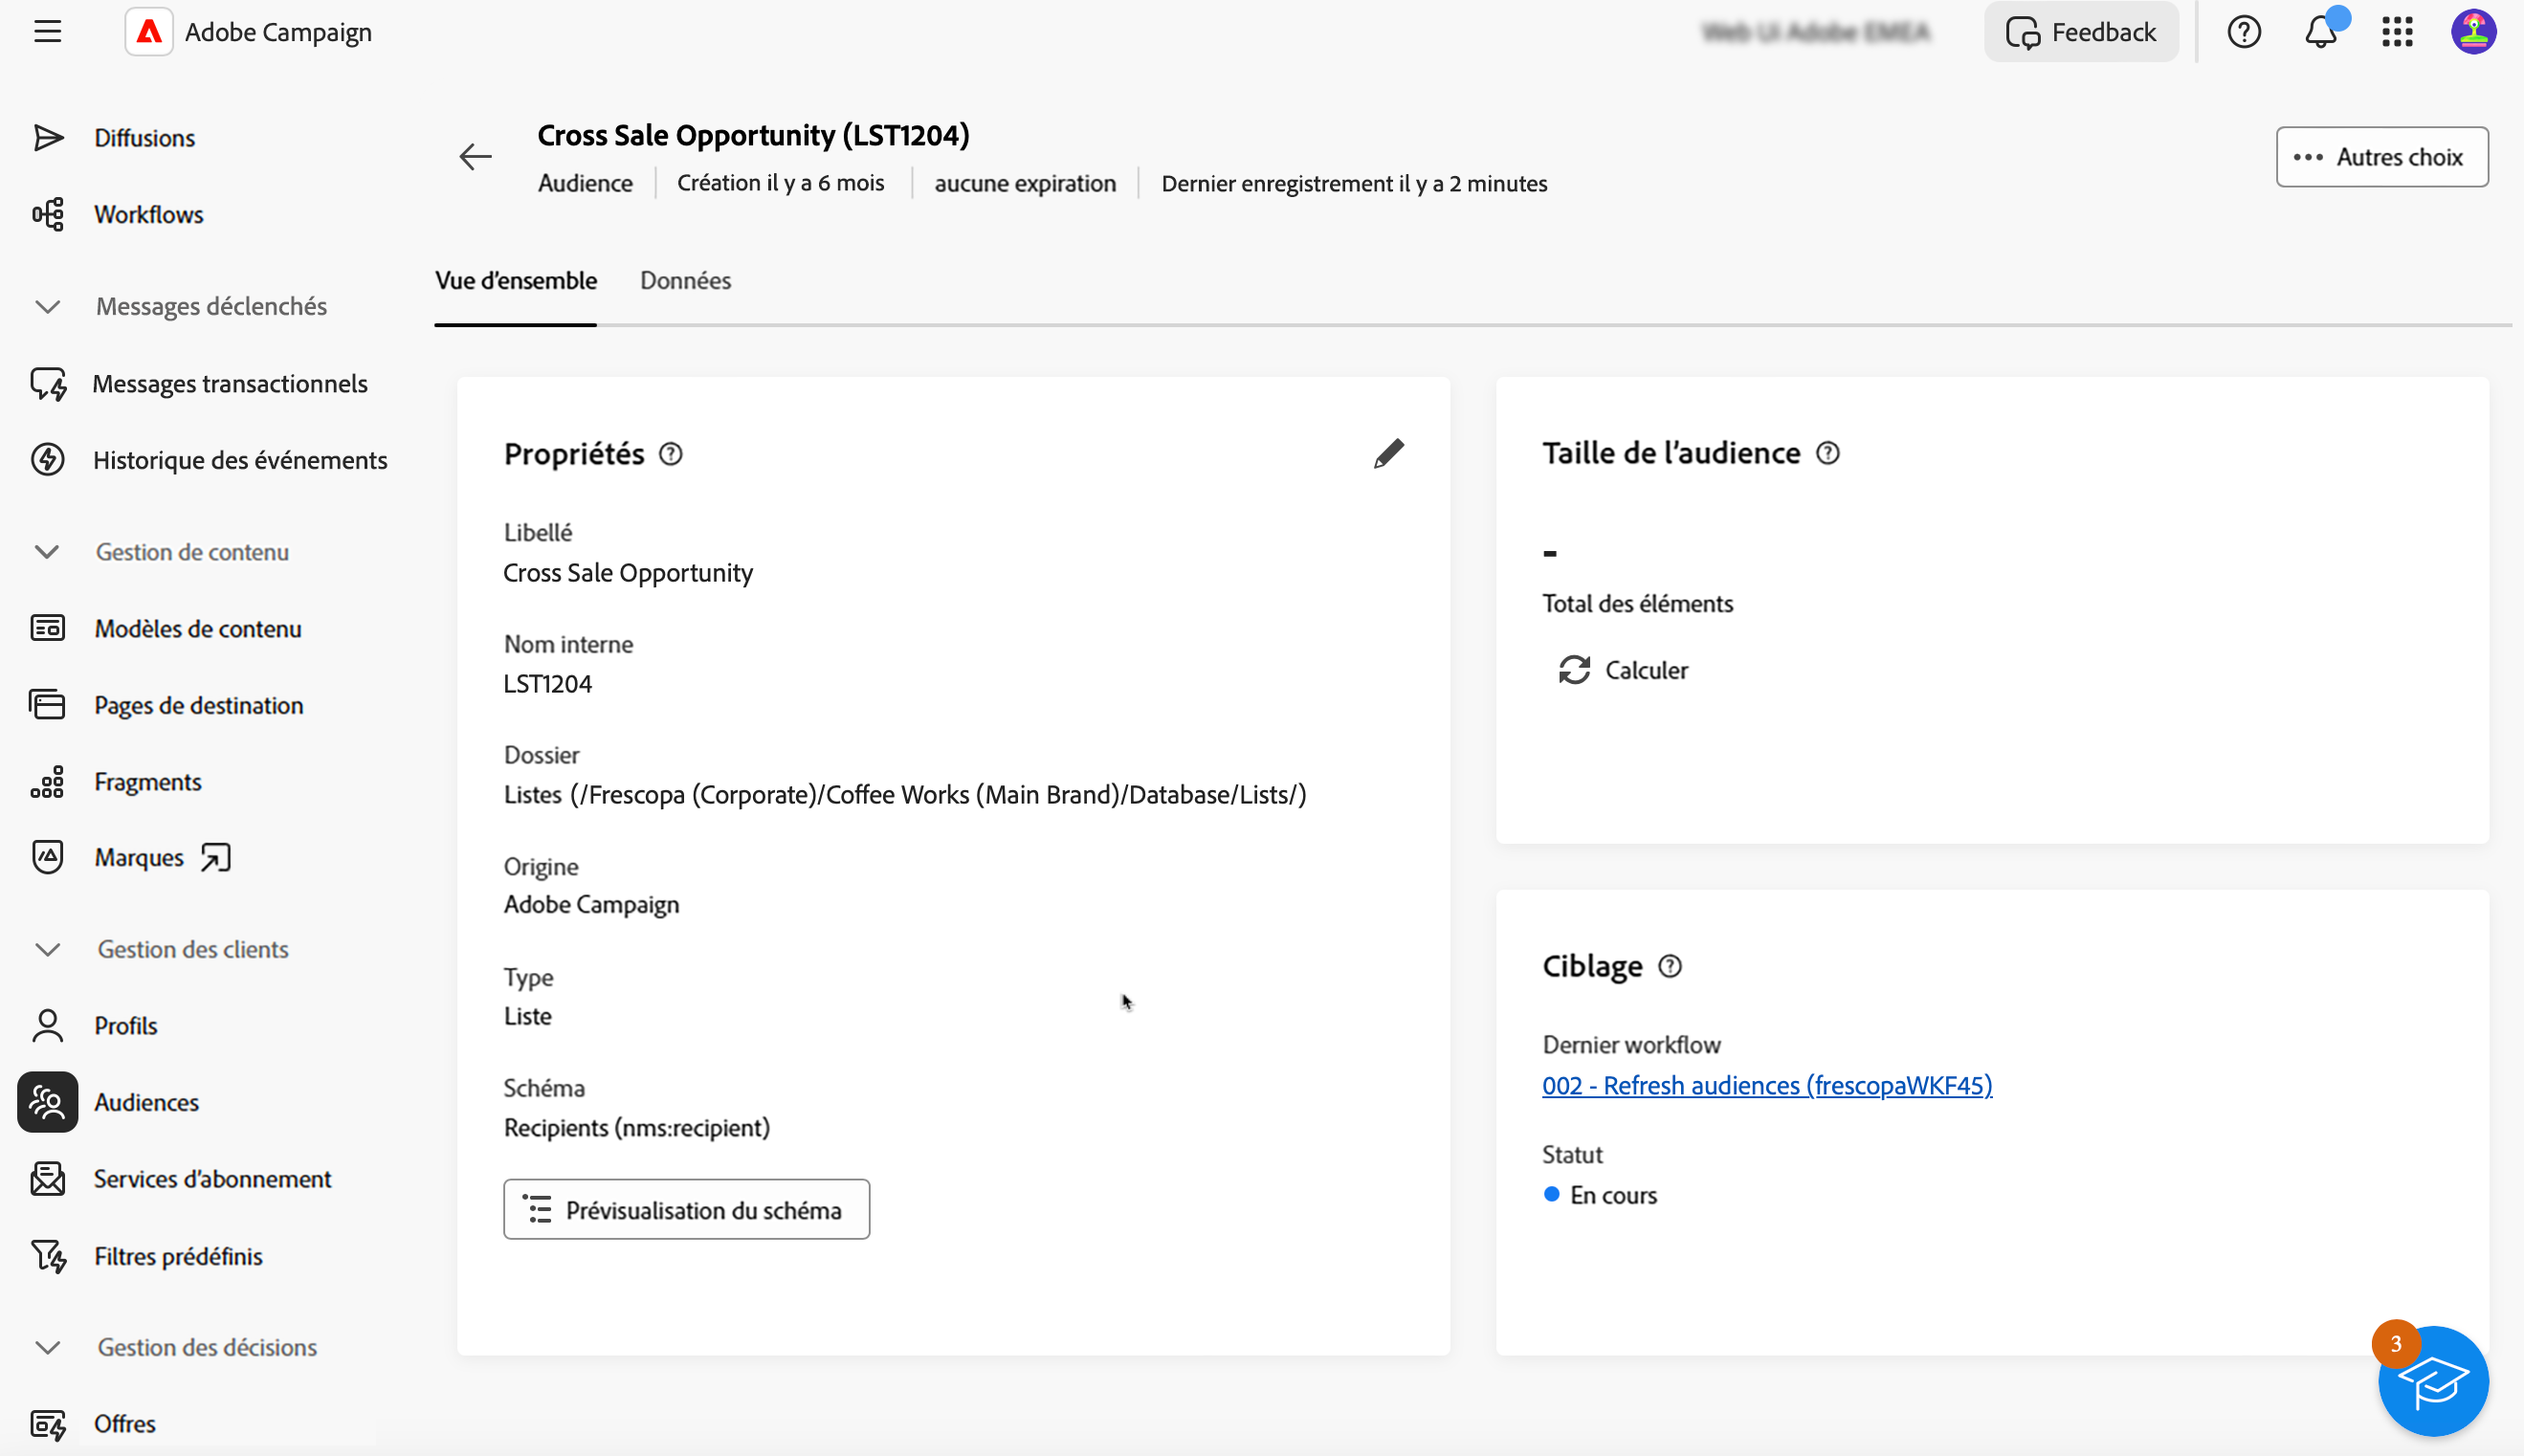 Adobe Campaign
Feedback
Diffusions
Workflows
Messages déclenchés
Messages transactionnels
Historique des événements
Gestion de contenu
Modèles de contenu
Pages de destination
Fragments
Marques
Gestion des clients
Profils
Audiences
Services d’abonnement
Filtres prédéfinis
Gestion des décisions
Offres
Cross Sale Opportunity (LST1204)
Audience
Création il y a 6 mois
aucune expiration
Dernier enregistrement il y a 2 minutes
Autres choix
Vue d’ensemble
Données
Propriétés
Libellé
Cross Sale Opportunity
Nom interne
LST1204
Dossier
Listes (/Frescopa (Corporate)/Coffee Works (Main Brand)/Database/Lists/)
Origine
Adobe Campaign
Type
Liste
Schéma
Recipients (nms:recipient)
Prévisualisation du schéma
Taille de l’audience
-
Total des éléments
Calculer
Ciblage
Dernier workflow
002 - Refresh audiences (frescopaWKF45)
Statut
En cours
3